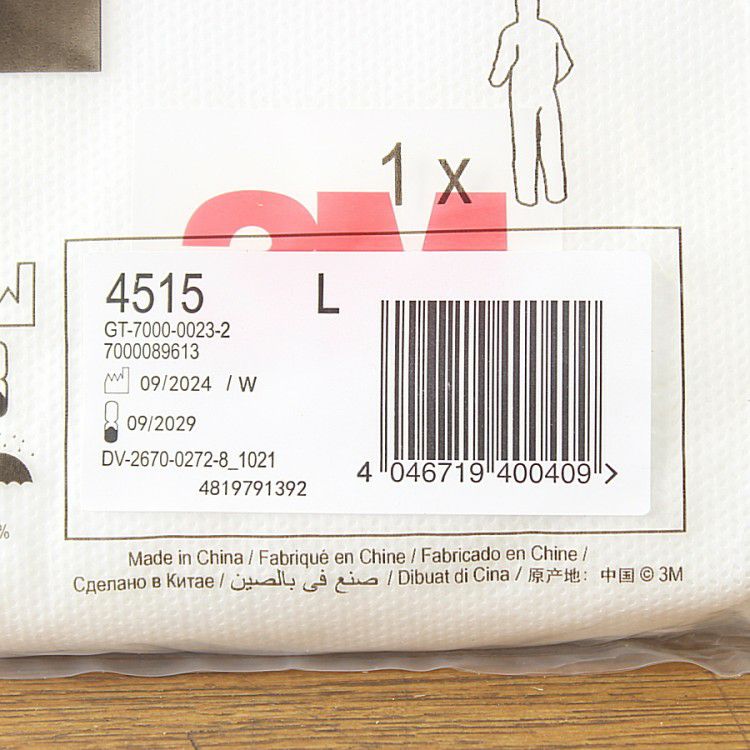 1 x
3M
4515 L
GT-7000-0023-2
7000089613
09/2024 / W
09/2029
DV-2670-0272-8_1021
4819791392
4 046719 400409 >
%
Made in China / Fabriqué en Chine / Fabricado en Chine /
Сделано в Китае / صنع في بالصين / Dibuat di Cina / 原产地: 中国 © 3M